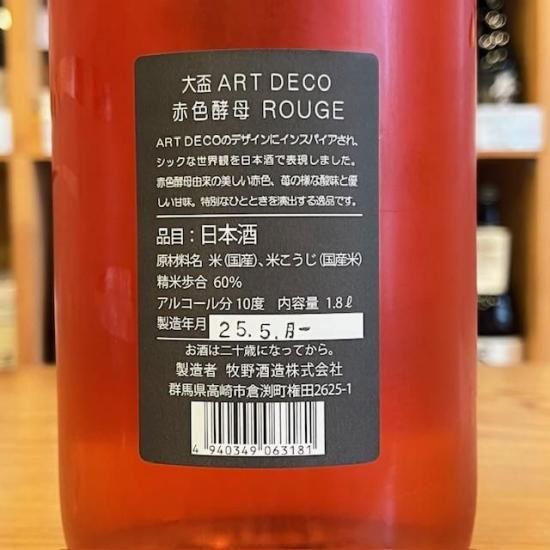 大盃 ART DECO
赤色酵母 ROUGE
ART DECOのデザインにインスパイアされ、
シックな世界観を日本酒で表現しました。
赤色酵母由来の美しい赤色、苺の様な酸味と優
しい甘味。特別なひとときを演出する逸品です。
品目：日本酒
原材料名 米（国産）、米こうじ（国産米）
精米歩合 60%
アルコール分 10度 内容量 1.8ℓ
製造年月 25.5.月一
お酒は二十歳になってから。
製造者 牧野酒造株式会社
群馬県高崎市倉渕町権田2625-1
4 940349 063181